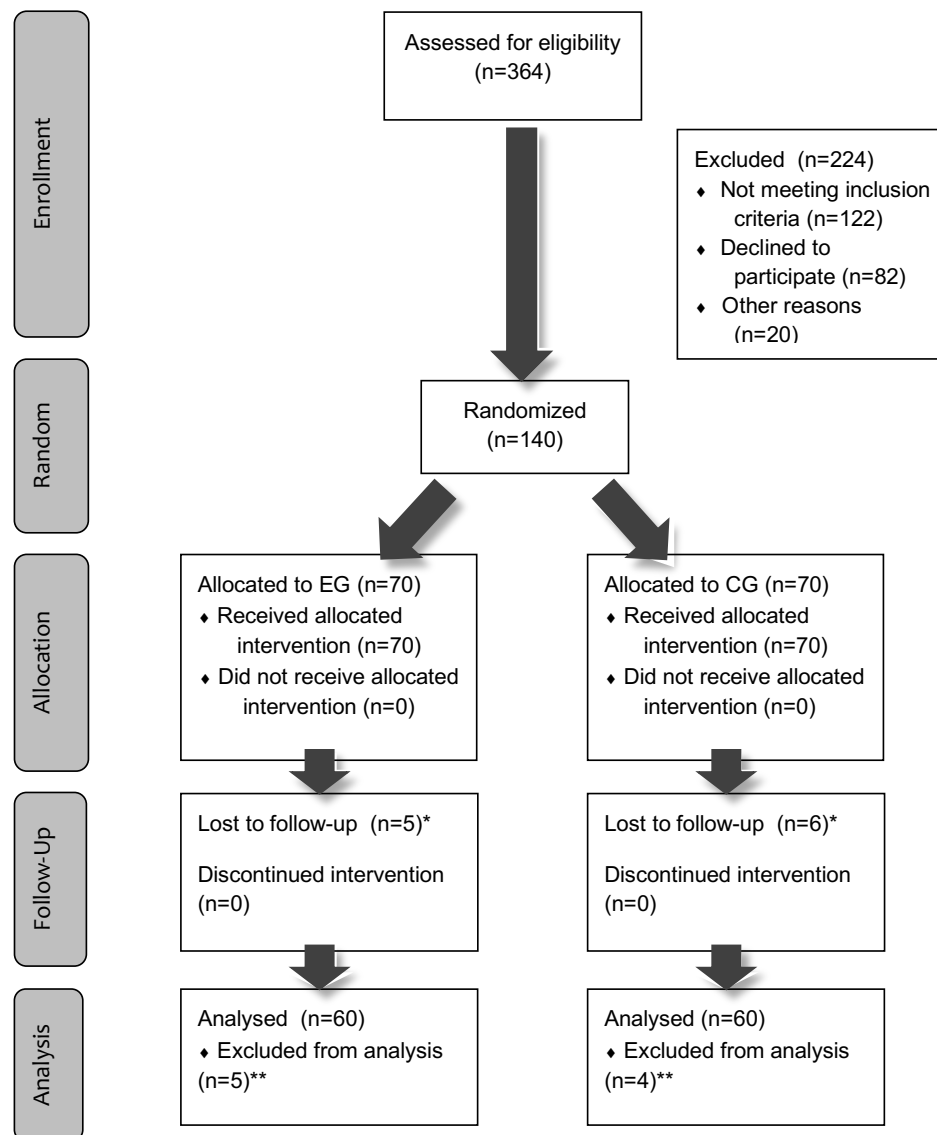 Enrollment
Assessed for eligibility
(n=364)
Excluded (n=224)
♦ Not meeting inclusion
criteria (n=122)
♦ Declined to
participate (n=82)
♦ Other reasons
(n=20)
Random
Randomized
(n=140)
Allocation
Allocated to EG (n=70)
♦ Received allocated
intervention (n=70)
♦ Did not receive allocated
intervention (n=0)
Allocated to CG (n=70)
♦ Received allocated
intervention (n=70)
♦ Did not receive allocated
intervention (n=0)
Follow-Up
Lost to follow-up (n=5)*
Discontinued intervention
(n=0)
Lost to follow-up (n=6)*
Discontinued intervention
(n=0)
Analysis
Analysed (n=60)
♦ Excluded from analysis
(n=5)**
Analysed (n=60)
♦ Excluded from analysis
(n=4)**